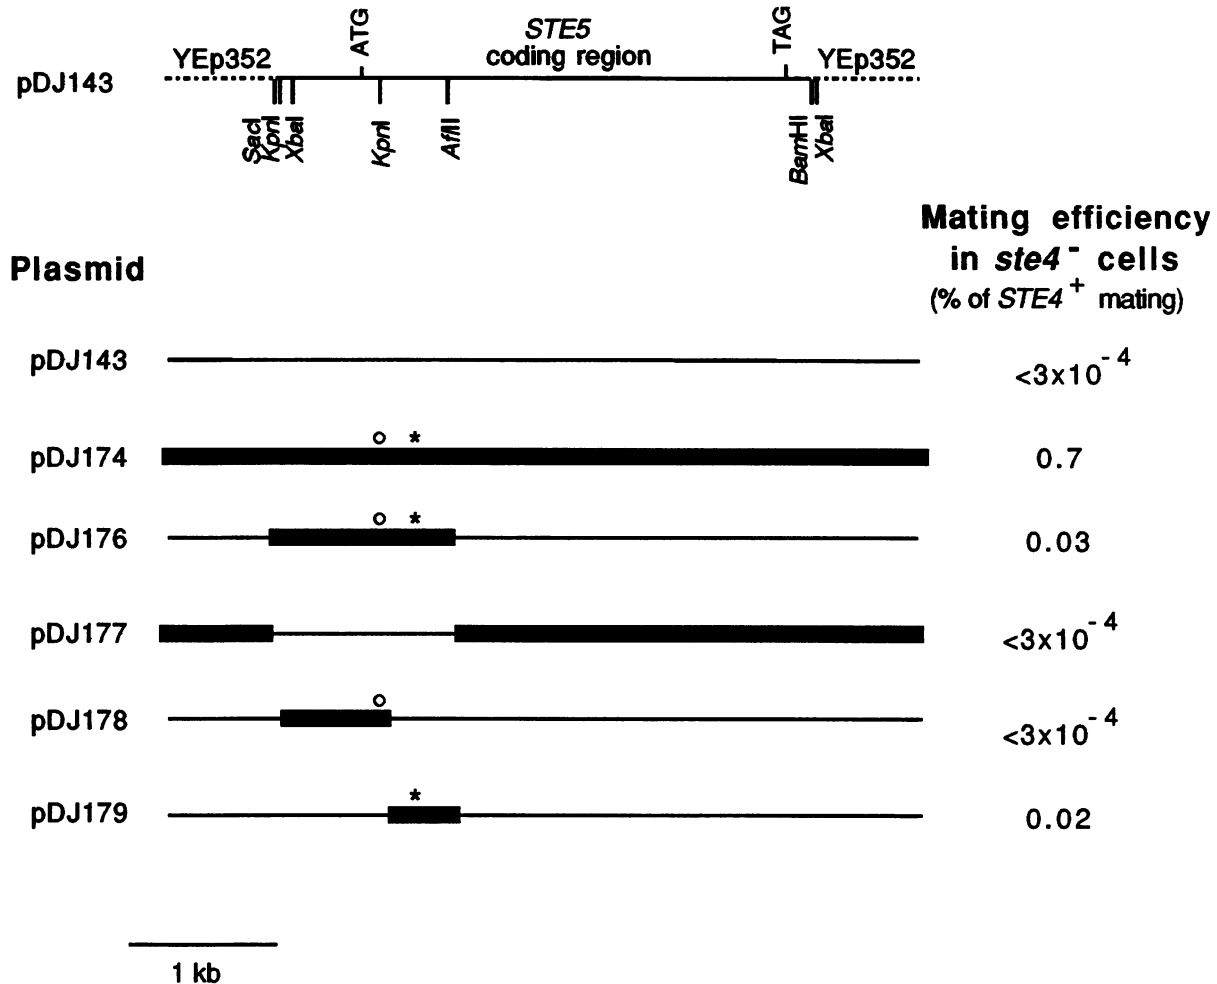 ATG
STE5
coding region
TAG
YEp352
YEp352
pDJ143
SacI
KpnI
XbaI
KpnI
AflII
BamHI
XbaI
Mating efficiency
in ste4⁻ cells
(% of STE4⁺ mating)
Plasmid
pDJ143 <3x10⁻⁴
o *
pDJ174 0.7
o *
pDJ176 0.03
pDJ177 <3x10⁻⁴
o
pDJ178 <3x10⁻⁴
*
pDJ179 0.02
1 kb